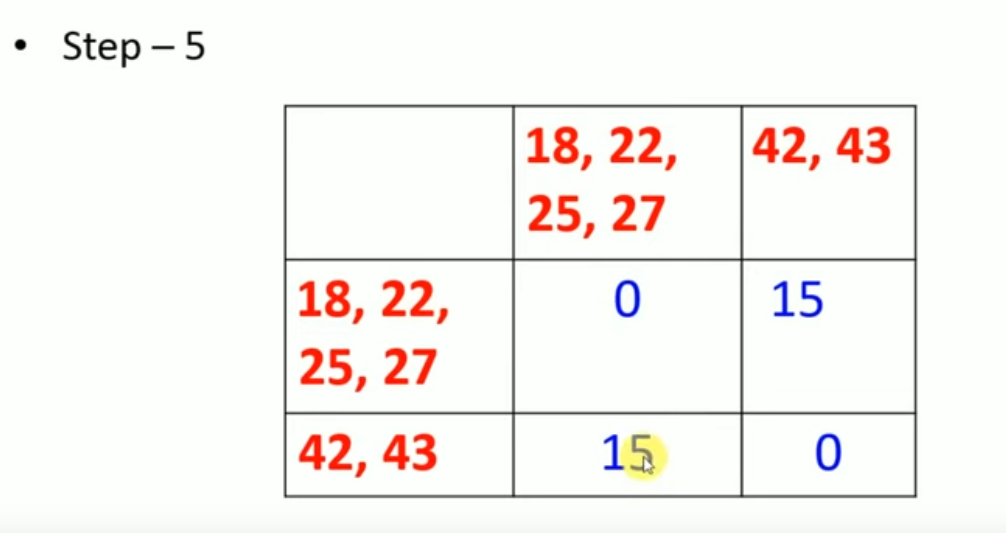 • Step – 5
18, 22, 42, 43
25, 27
18, 22, 0 15
25, 27
42, 43 15 0